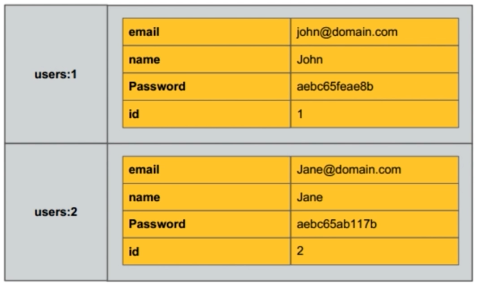 users:1
email john@domain.com
name John
Password aebc65feae8b
id 1
users:2
email Jane@domain.com
name Jane
Password aebc65ab117b
id 2